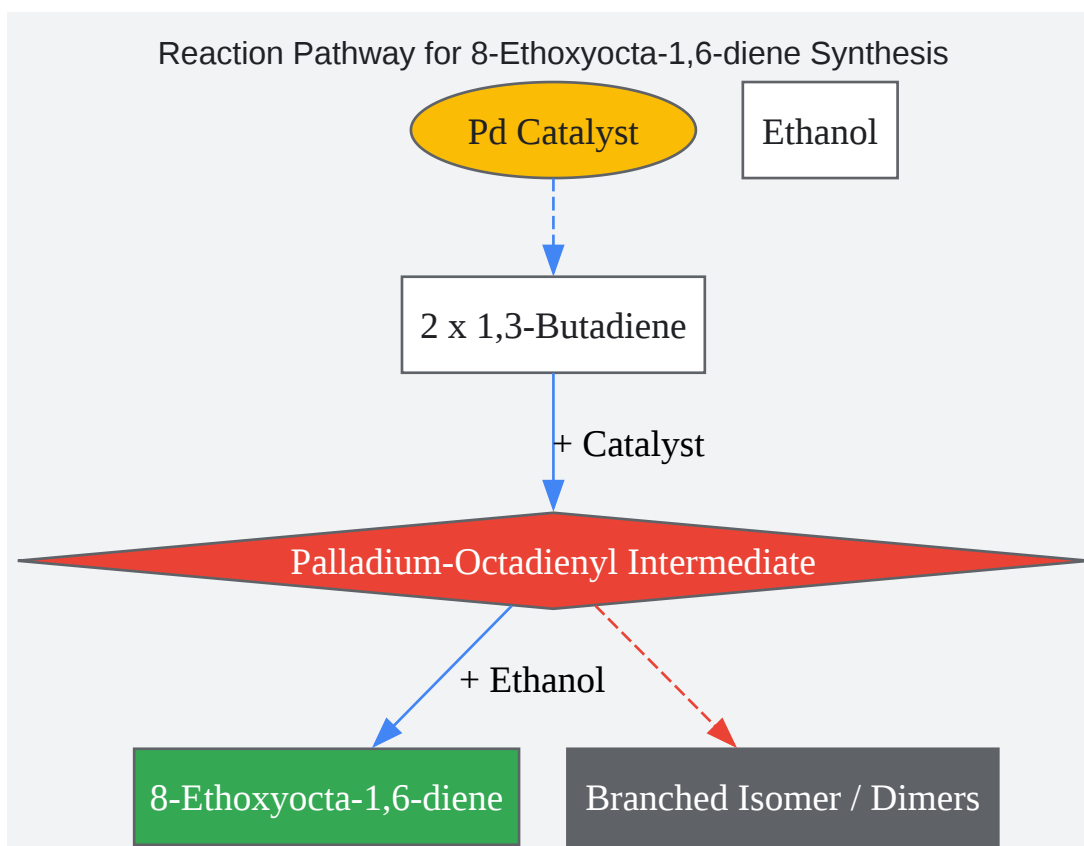 Reaction Pathway for 8-Ethoxyocta-1,6-diene Synthesis
Pd Catalyst
Ethanol
2 x 1,3-Butadiene
+ Catalyst
Palladium-Octadienyl Intermediate
+ Ethanol
8-Ethoxyocta-1,6-diene
Branched Isomer / Dimers